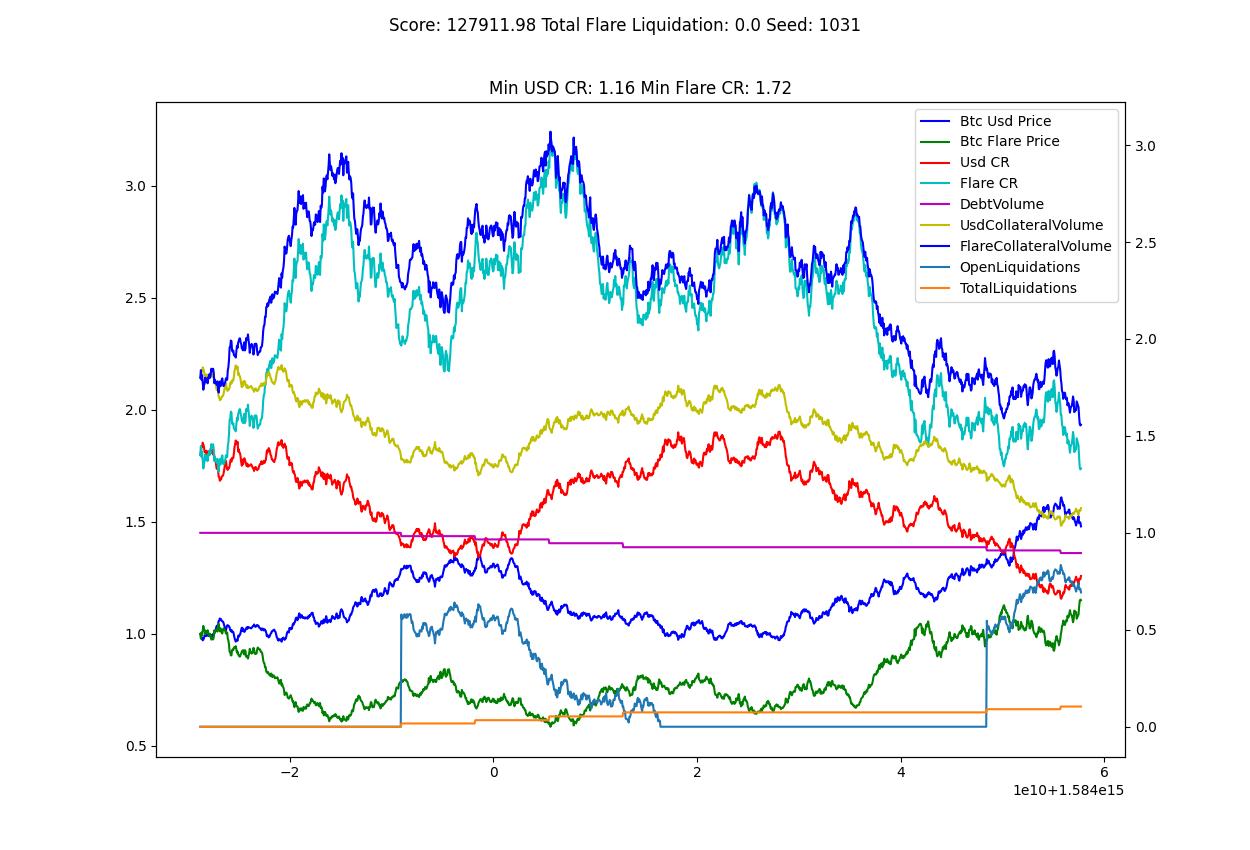 Score: 127911.98 Total Flare Liquidation: 0.0 Seed: 1031
Min USD CR: 1.16 Min Flare CR: 1.72
Btc Usd Price
Btc Flare Price
Usd CR
Flare CR
DebtVolume
UsdCollateralVolume
FlareCollateralVolume
OpenLiquidations
TotalLiquidations
3.0
2.5
2.0
1.5
1.0
0.5
3.0
2.5
2.0
1.5
1.0
0.5
0.0
−2 0 2 4 6
1e10+1.584e15